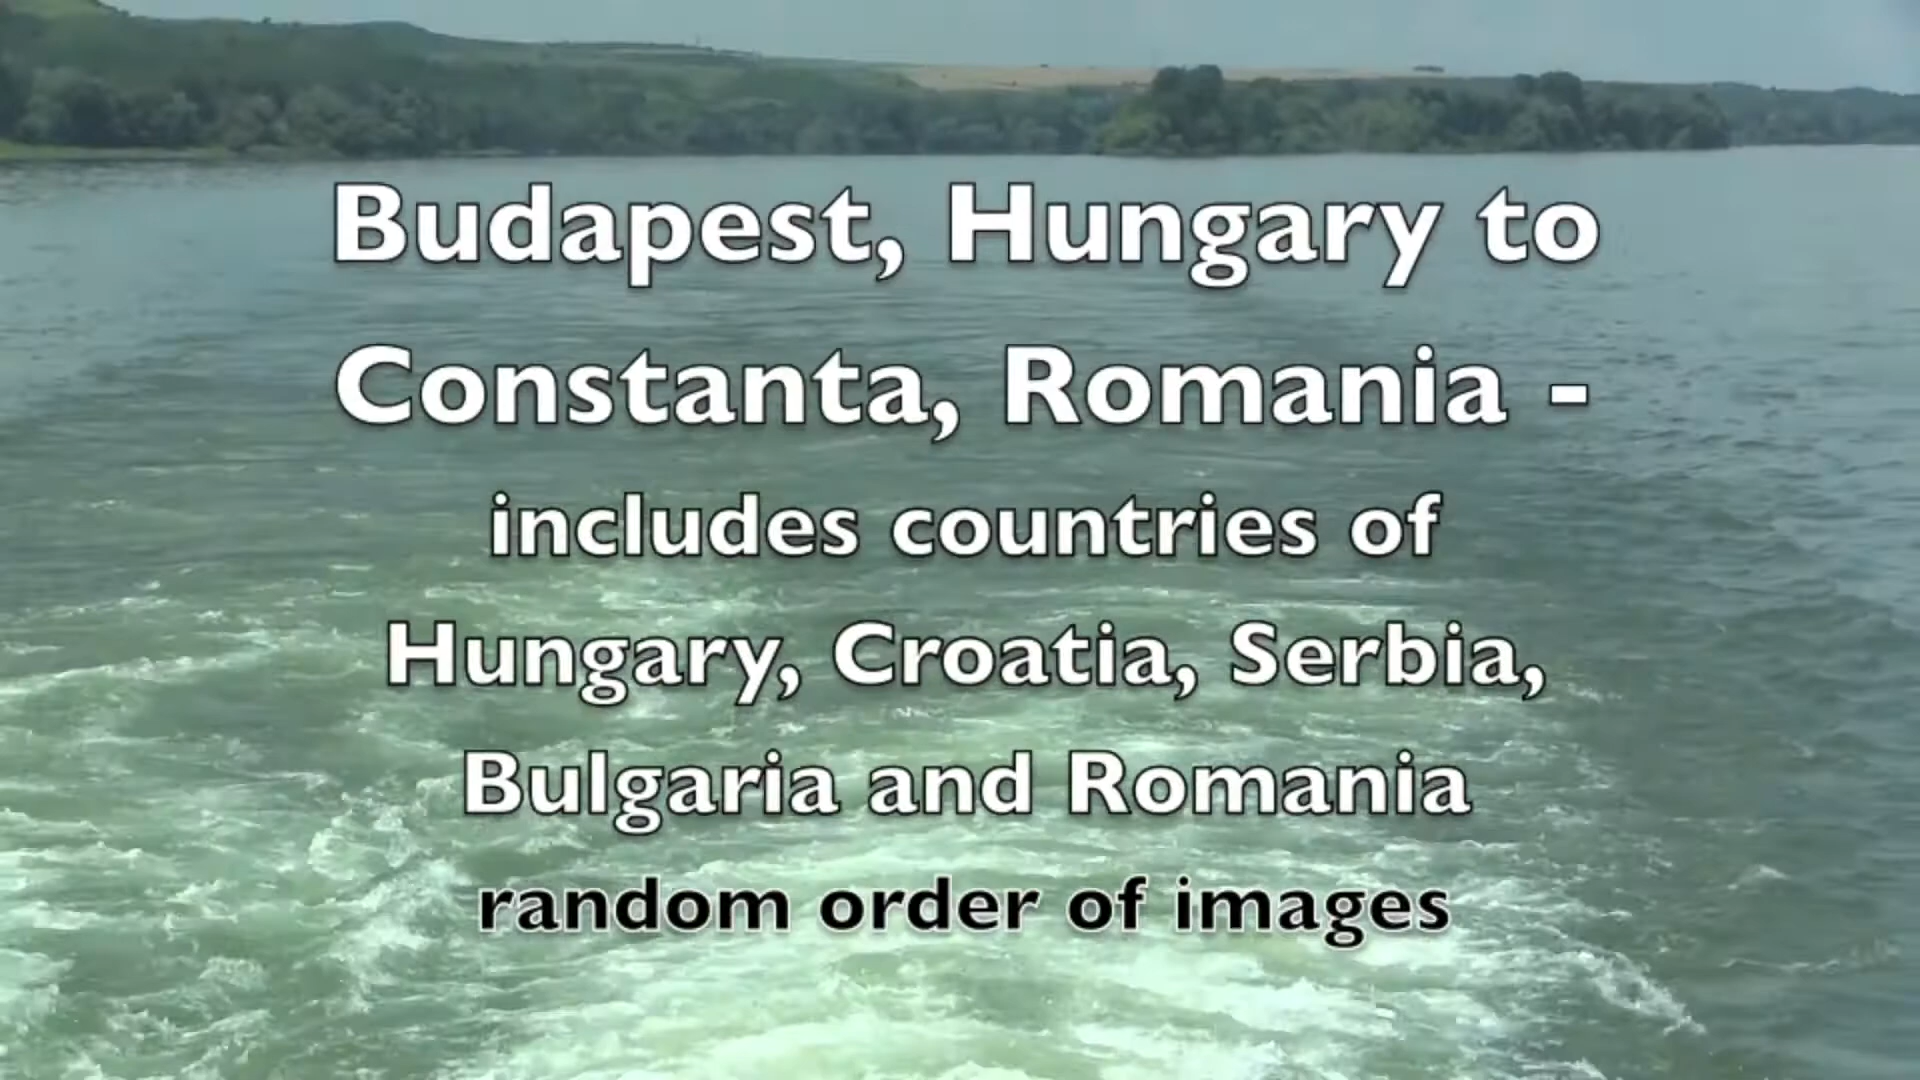 Budapest, Hungary to
Constanta, Romania -
includes countries of
Hungary, Croatia, Serbia,
Bulgaria and Romania
random order of images